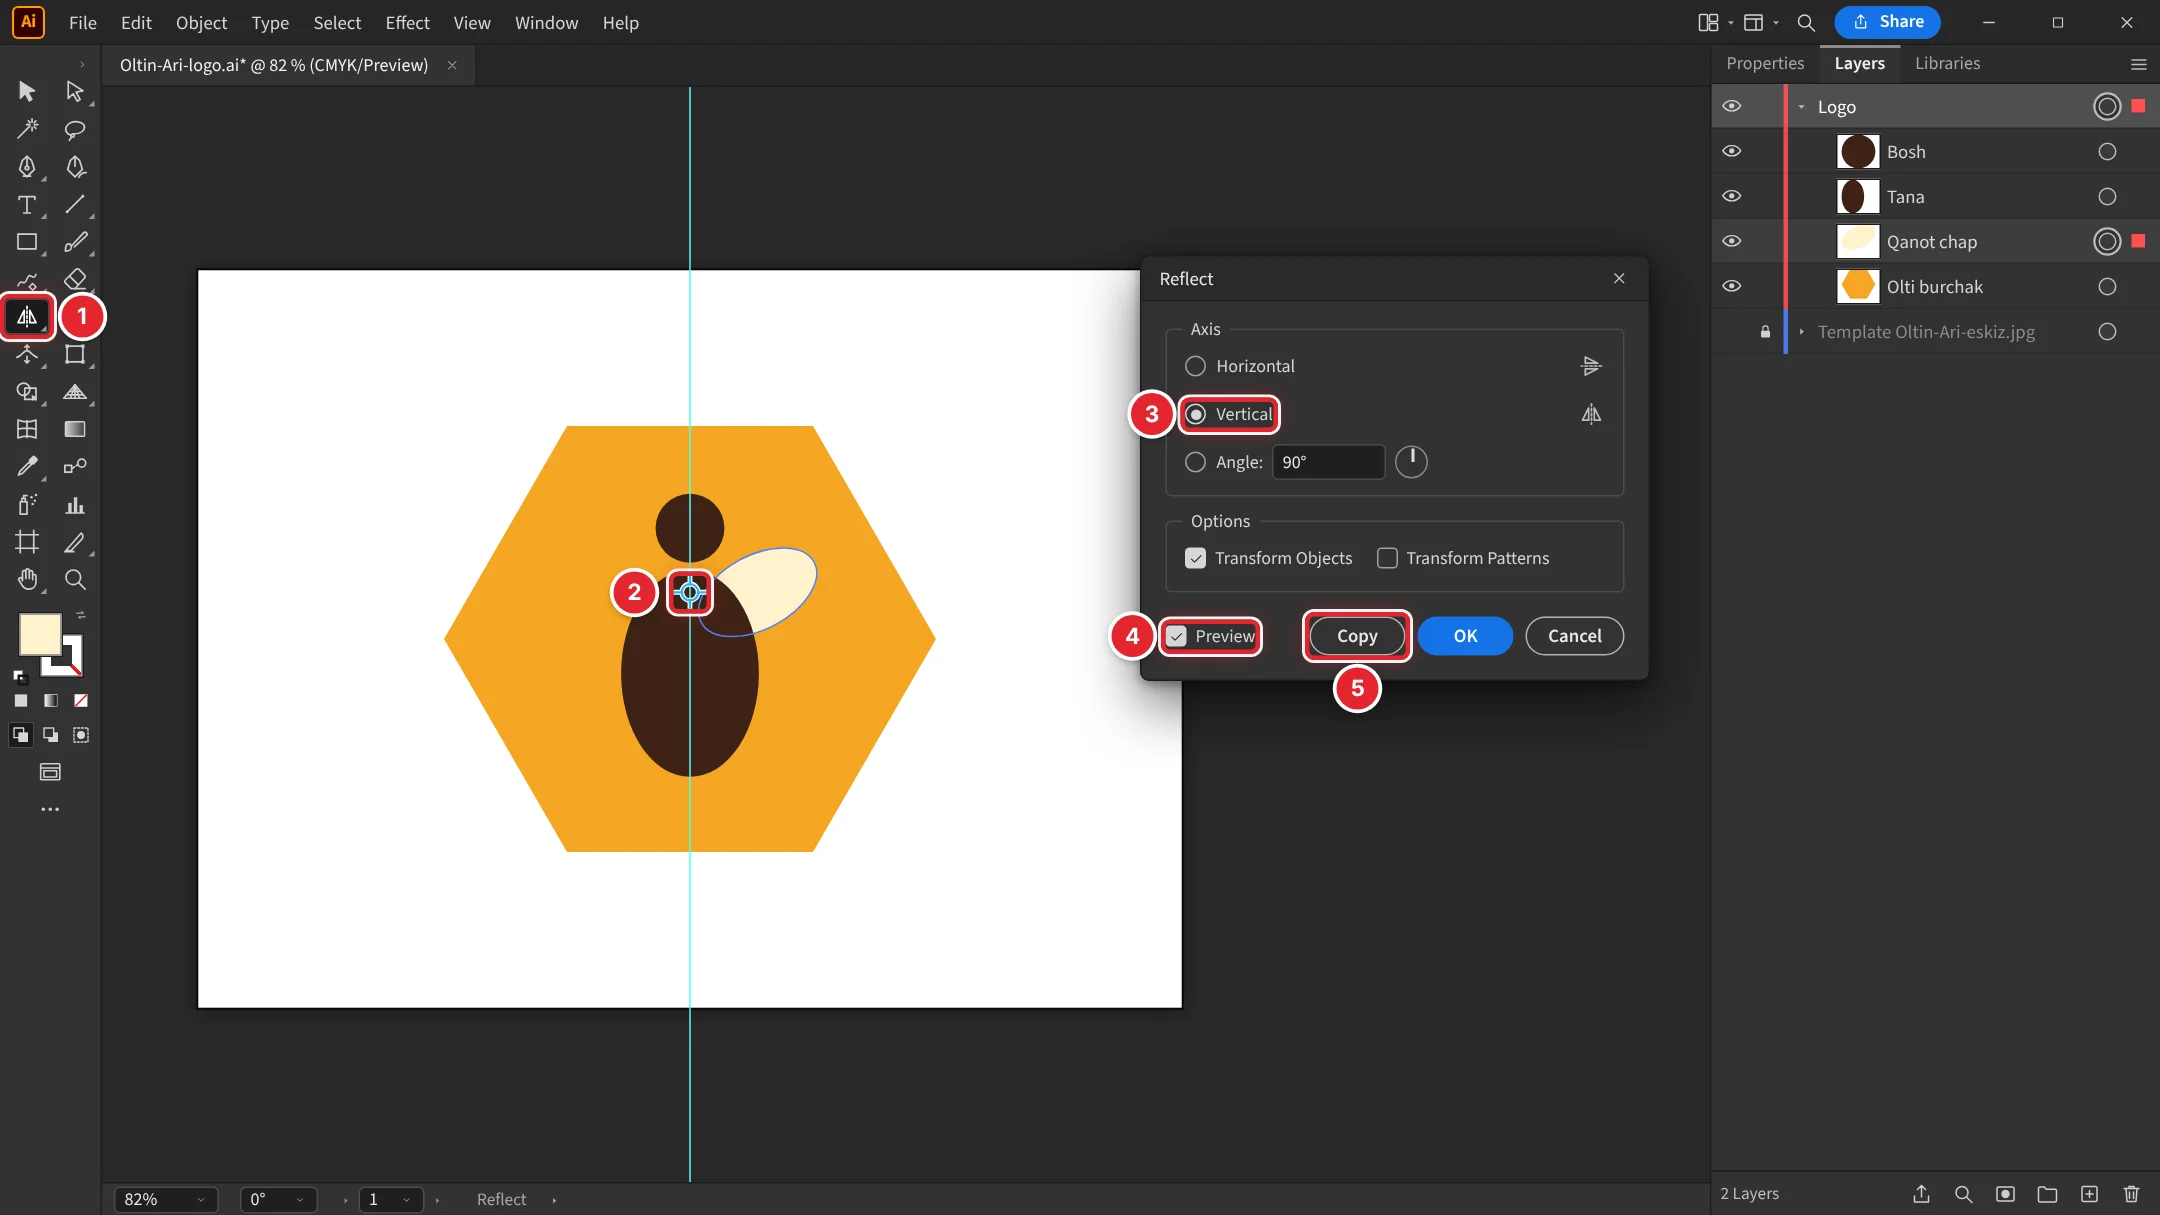 Ai File Edit Object Type Select Effect View Window Help Share
Oltin-Ari-logo.ai* @ 82 % (CMYK/Preview)
Properties Layers Libraries
Logo
Bosh
Tana
Qanot chap
Olti burchak
Template Oltin-Ari-eskiz.jpg
1
2
Reflect
Axis
Horizontal
3
Vertical
Angle: 90°
Options
Transform Objects Transform Patterns
4
Preview Copy OK Cancel
5
82% 0° 1 Reflect
2 Layers